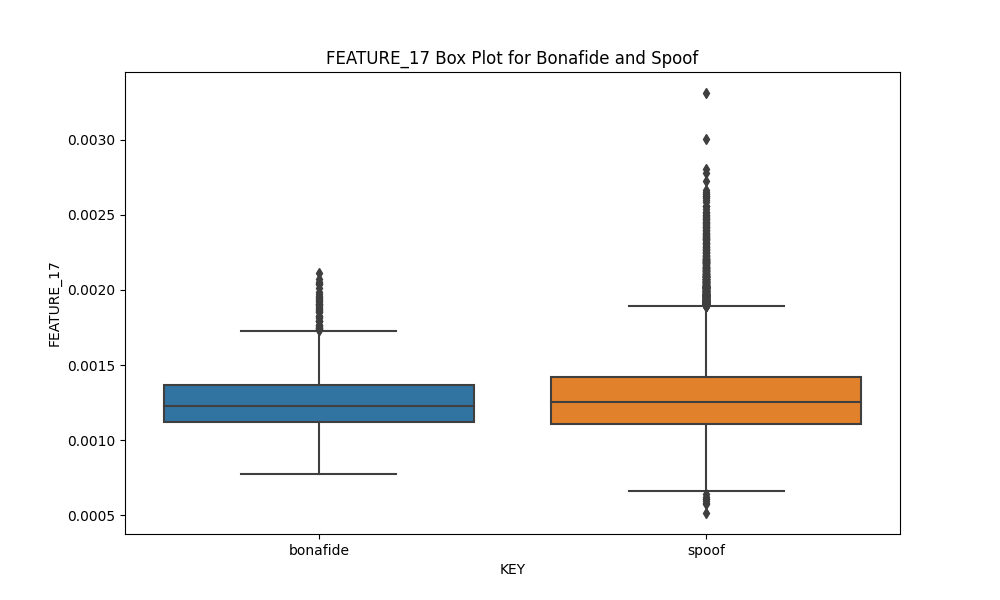 FEATURE_17 Box Plot for Bonafide and Spoof
FEATURE_17
0.0030
0.0025
0.0020
0.0015
0.0010
0.0005
bonafide
spoof
KEY